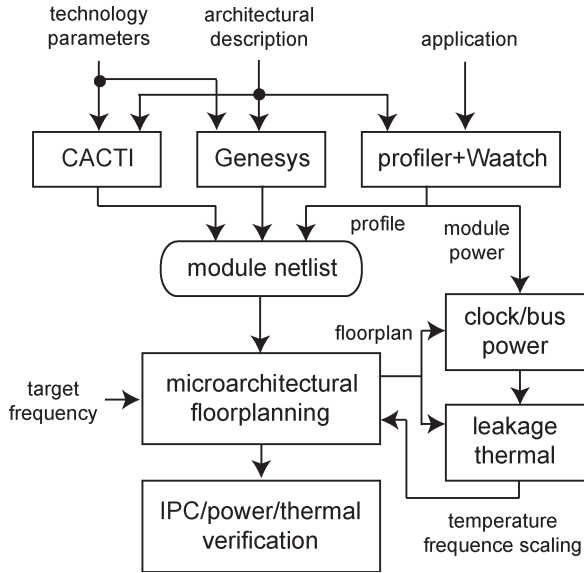 technology
parameters
architectural
description
application
CACTI
Genesys
profiler+Waatch
profile
module
power
module netlist
floorplan
clock/bus
power
target
frequency
microarchitectural
floorplanning
leakage
thermal
IPC/power/thermal
verification
temperature
frequence scaling